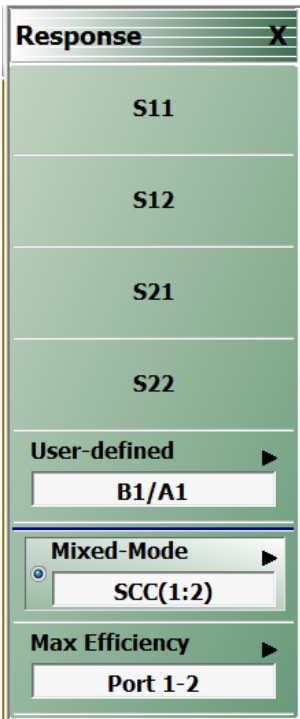 Response X
S11
S12
S21
S22
User-defined
B1/A1
Mixed-Mode
SCC(1:2)
Max Efficiency
Port 1-2